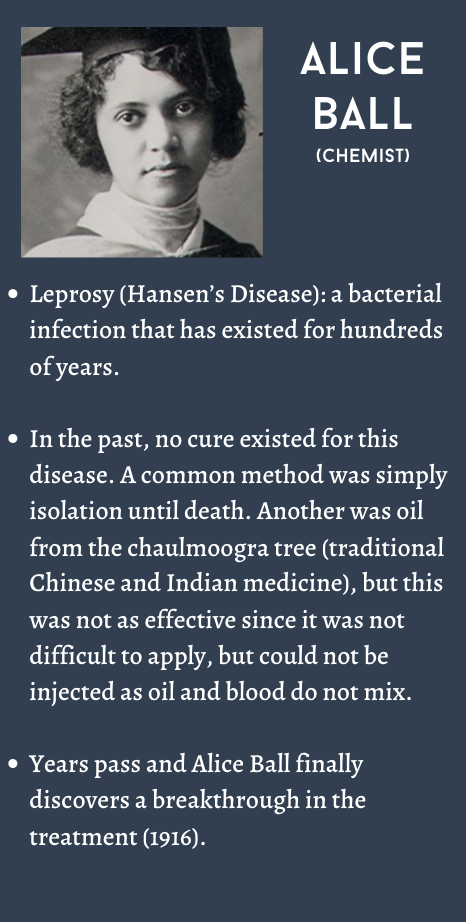 ALICE
BALL
(CHEMIST)
• Leprosy (Hansen's Disease): a bacterial
infection that has existed for hundreds
of years.
• In the past, no cure existed for this
disease. A common method was simply
isolation until death. Another was oil
from the chaulmoogra tree (traditional
Chinese and Indian medicine), but this
was not as effective since it was not
difficult to apply, but could not be
injected as oil and blood do not mix.
• Years pass and Alice Ball finally
discovers a breakthrough in the
treatment (1916).